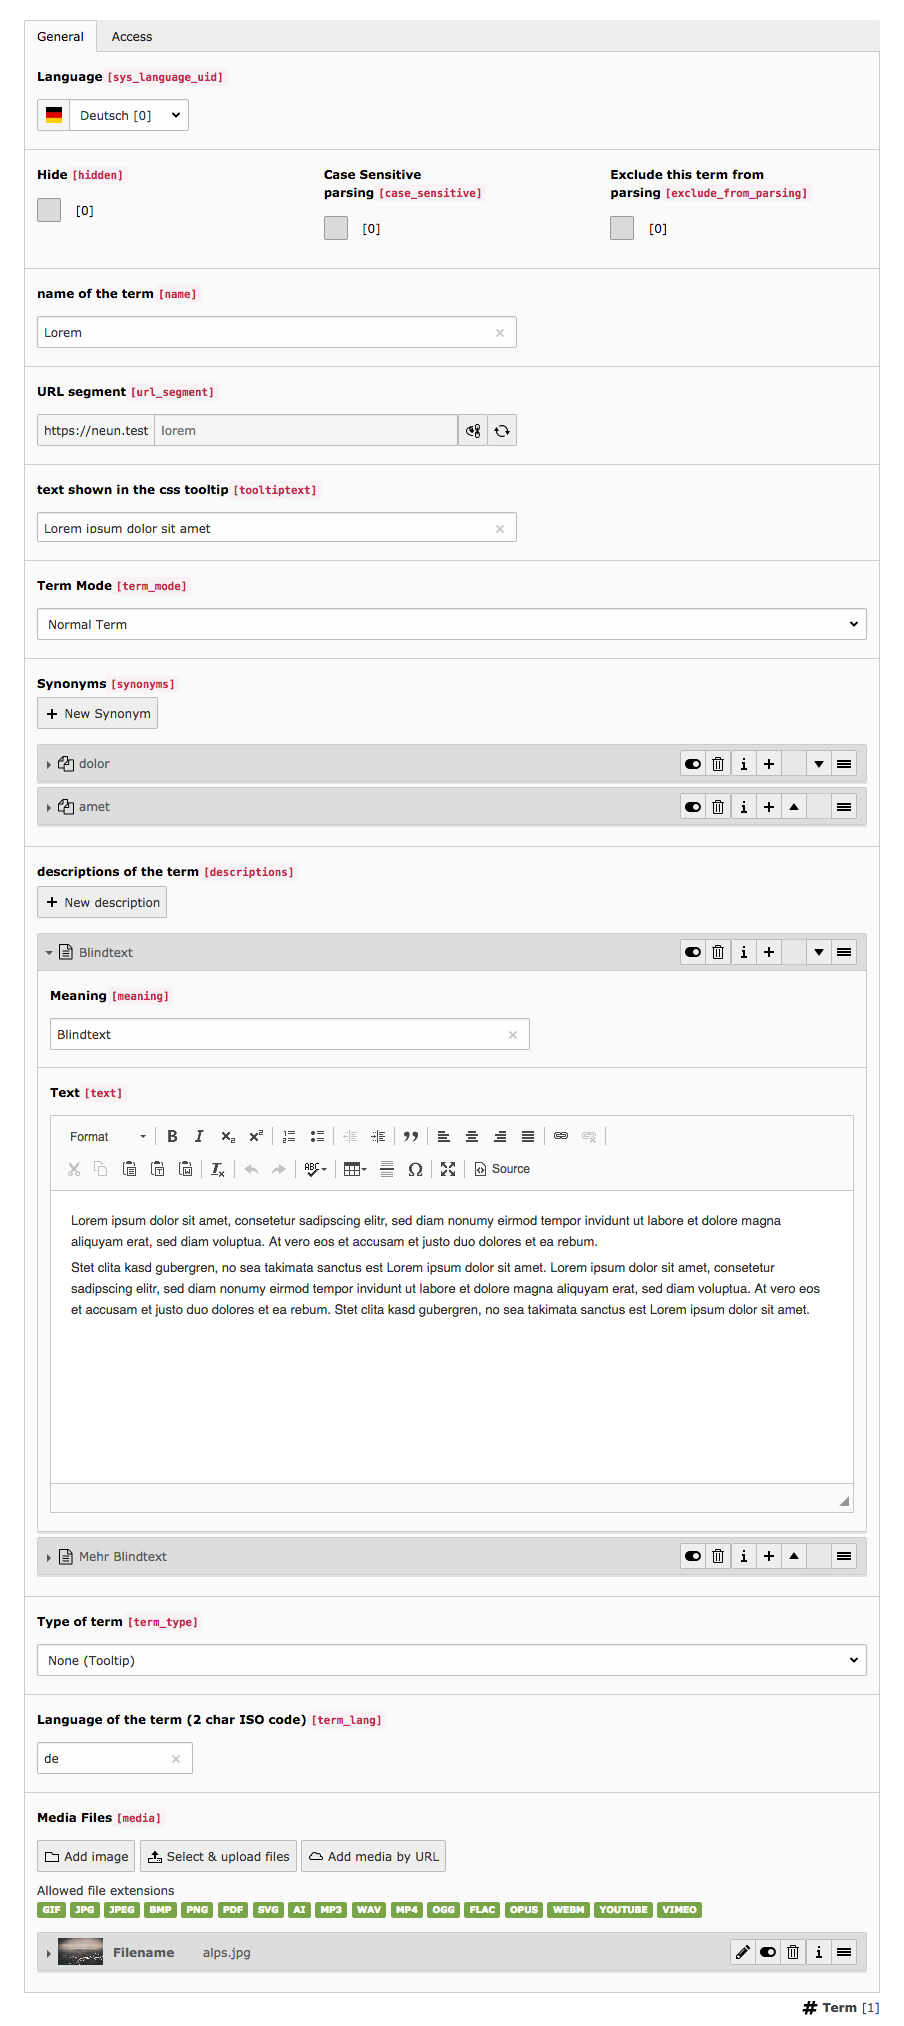 General Access
Language [sys_language_uid]
Deutsch [0]
Hide [hidden]
[0]
Case Sensitive
parsing [case_sensitive]
[0]
Exclude this term from
parsing [exclude_from_parsing]
[0]
name of the term [name]
Lorem
URL segment [url_segment]
https://neun.test lorem
text shown in the css tooltip [tooltiptext]
Lorem ipsum dolor sit amet
Term Mode [term_mode]
Normal Term
Synonyms [synonyms]
+ New Synonym
dolor
amet
descriptions of the term [descriptions]
+ New description
Blindtext
Meaning [meaning]
Blindtext
Text [text]
Format B I x₂ x² ABC Ω Source
Lorem ipsum dolor sit amet, consetetur sadipscing elitr, sed diam nonumy eirmod tempor invidunt ut labore et dolore magna
aliquyam erat, sed diam voluptua. At vero eos et accusam et justo duo dolores et ea rebum.
Stet clita kasd gubergren, no sea takimata sanctus est Lorem ipsum dolor sit amet. Lorem ipsum dolor sit amet, consetetur
sadipscing elitr, sed diam nonumy eirmod tempor invidunt ut labore et dolore magna aliquyam erat, sed diam voluptua. At vero eos
et accusam et justo duo dolores et ea rebum. Stet clita kasd gubergren, no sea takimata sanctus est Lorem ipsum dolor sit amet.
Mehr Blindtext
Type of term [term_type]
None (Tooltip)
Language of the term (2 char ISO code) [term_lang]
de
Media Files [media]
Add image Select & upload files Add media by URL
Allowed file extensions
GIF JPG JPEG BMP PNG PDF SVG AI MP3 WAV MP4 OGG FLAC OPUS WEBM YOUTUBE VIMEO
Filename alps.jpg
# Term [1]